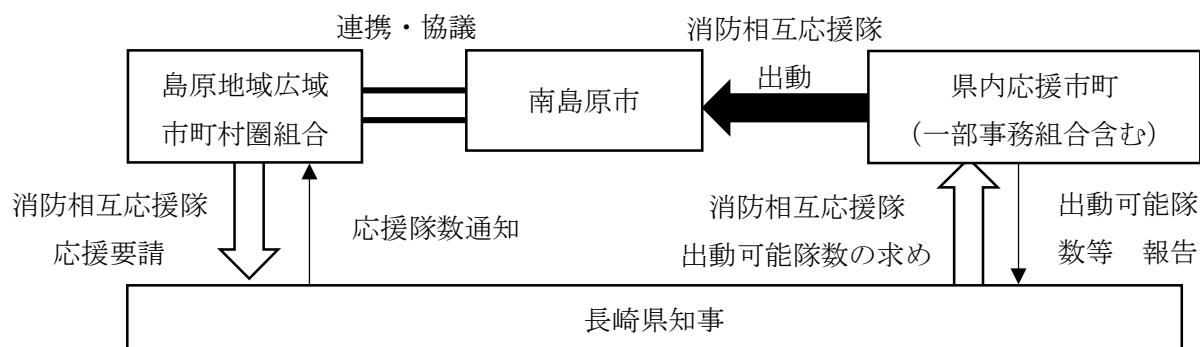 連携・協議
消防相互応援隊
出動
島原地域広域
市町村圏組合
南島原市
県内応援市町
(一部事務組合含む)
消防相互応援隊
応援要請
応援隊数通知
消防相互応援隊
出動可能隊数の求め
出動可能隊
数等　報告
長崎県知事